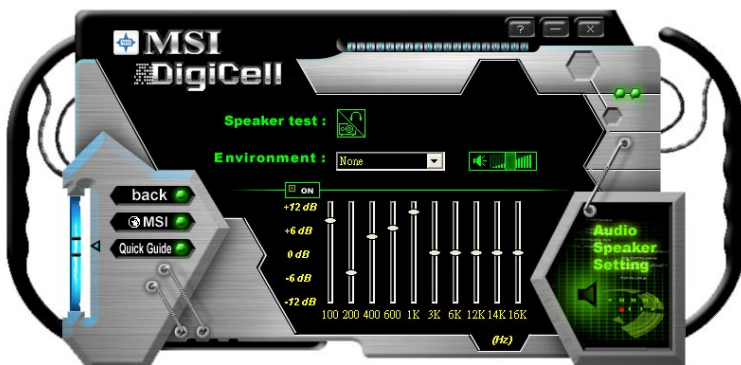 ? — X
MSI
DigiCell
Speaker test :
Environment : None
ON
back
MSI
Quick Guide
+12 dB
+6 dB
0 dB
-6 dB
-12 dB
100 200 400 600 1K 3K 6K 12K 14K 16K
(Hz)
Audio
Speaker
Setting